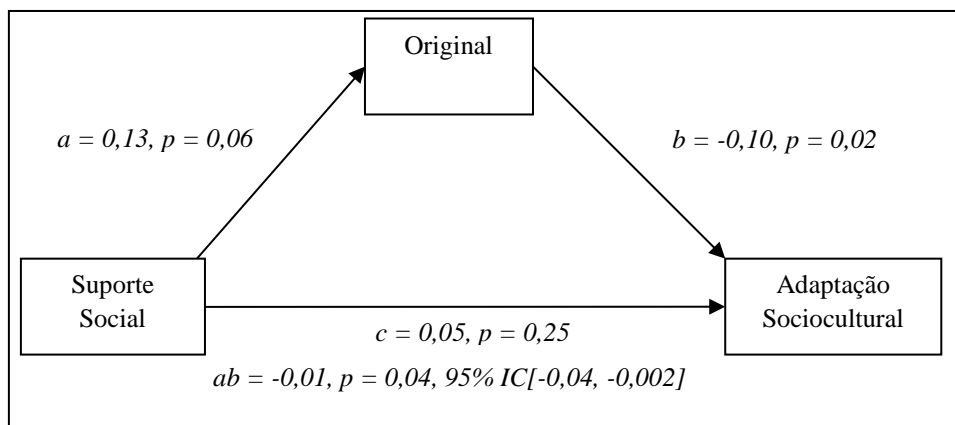 Original
a = 0,13, p = 0,06
b = -0,10, p = 0,02
Suporte
Social
Adaptação
Sociocultural
c = 0,05, p = 0,25
ab = -0,01, p = 0,04, 95% IC[-0,04, -0,002]